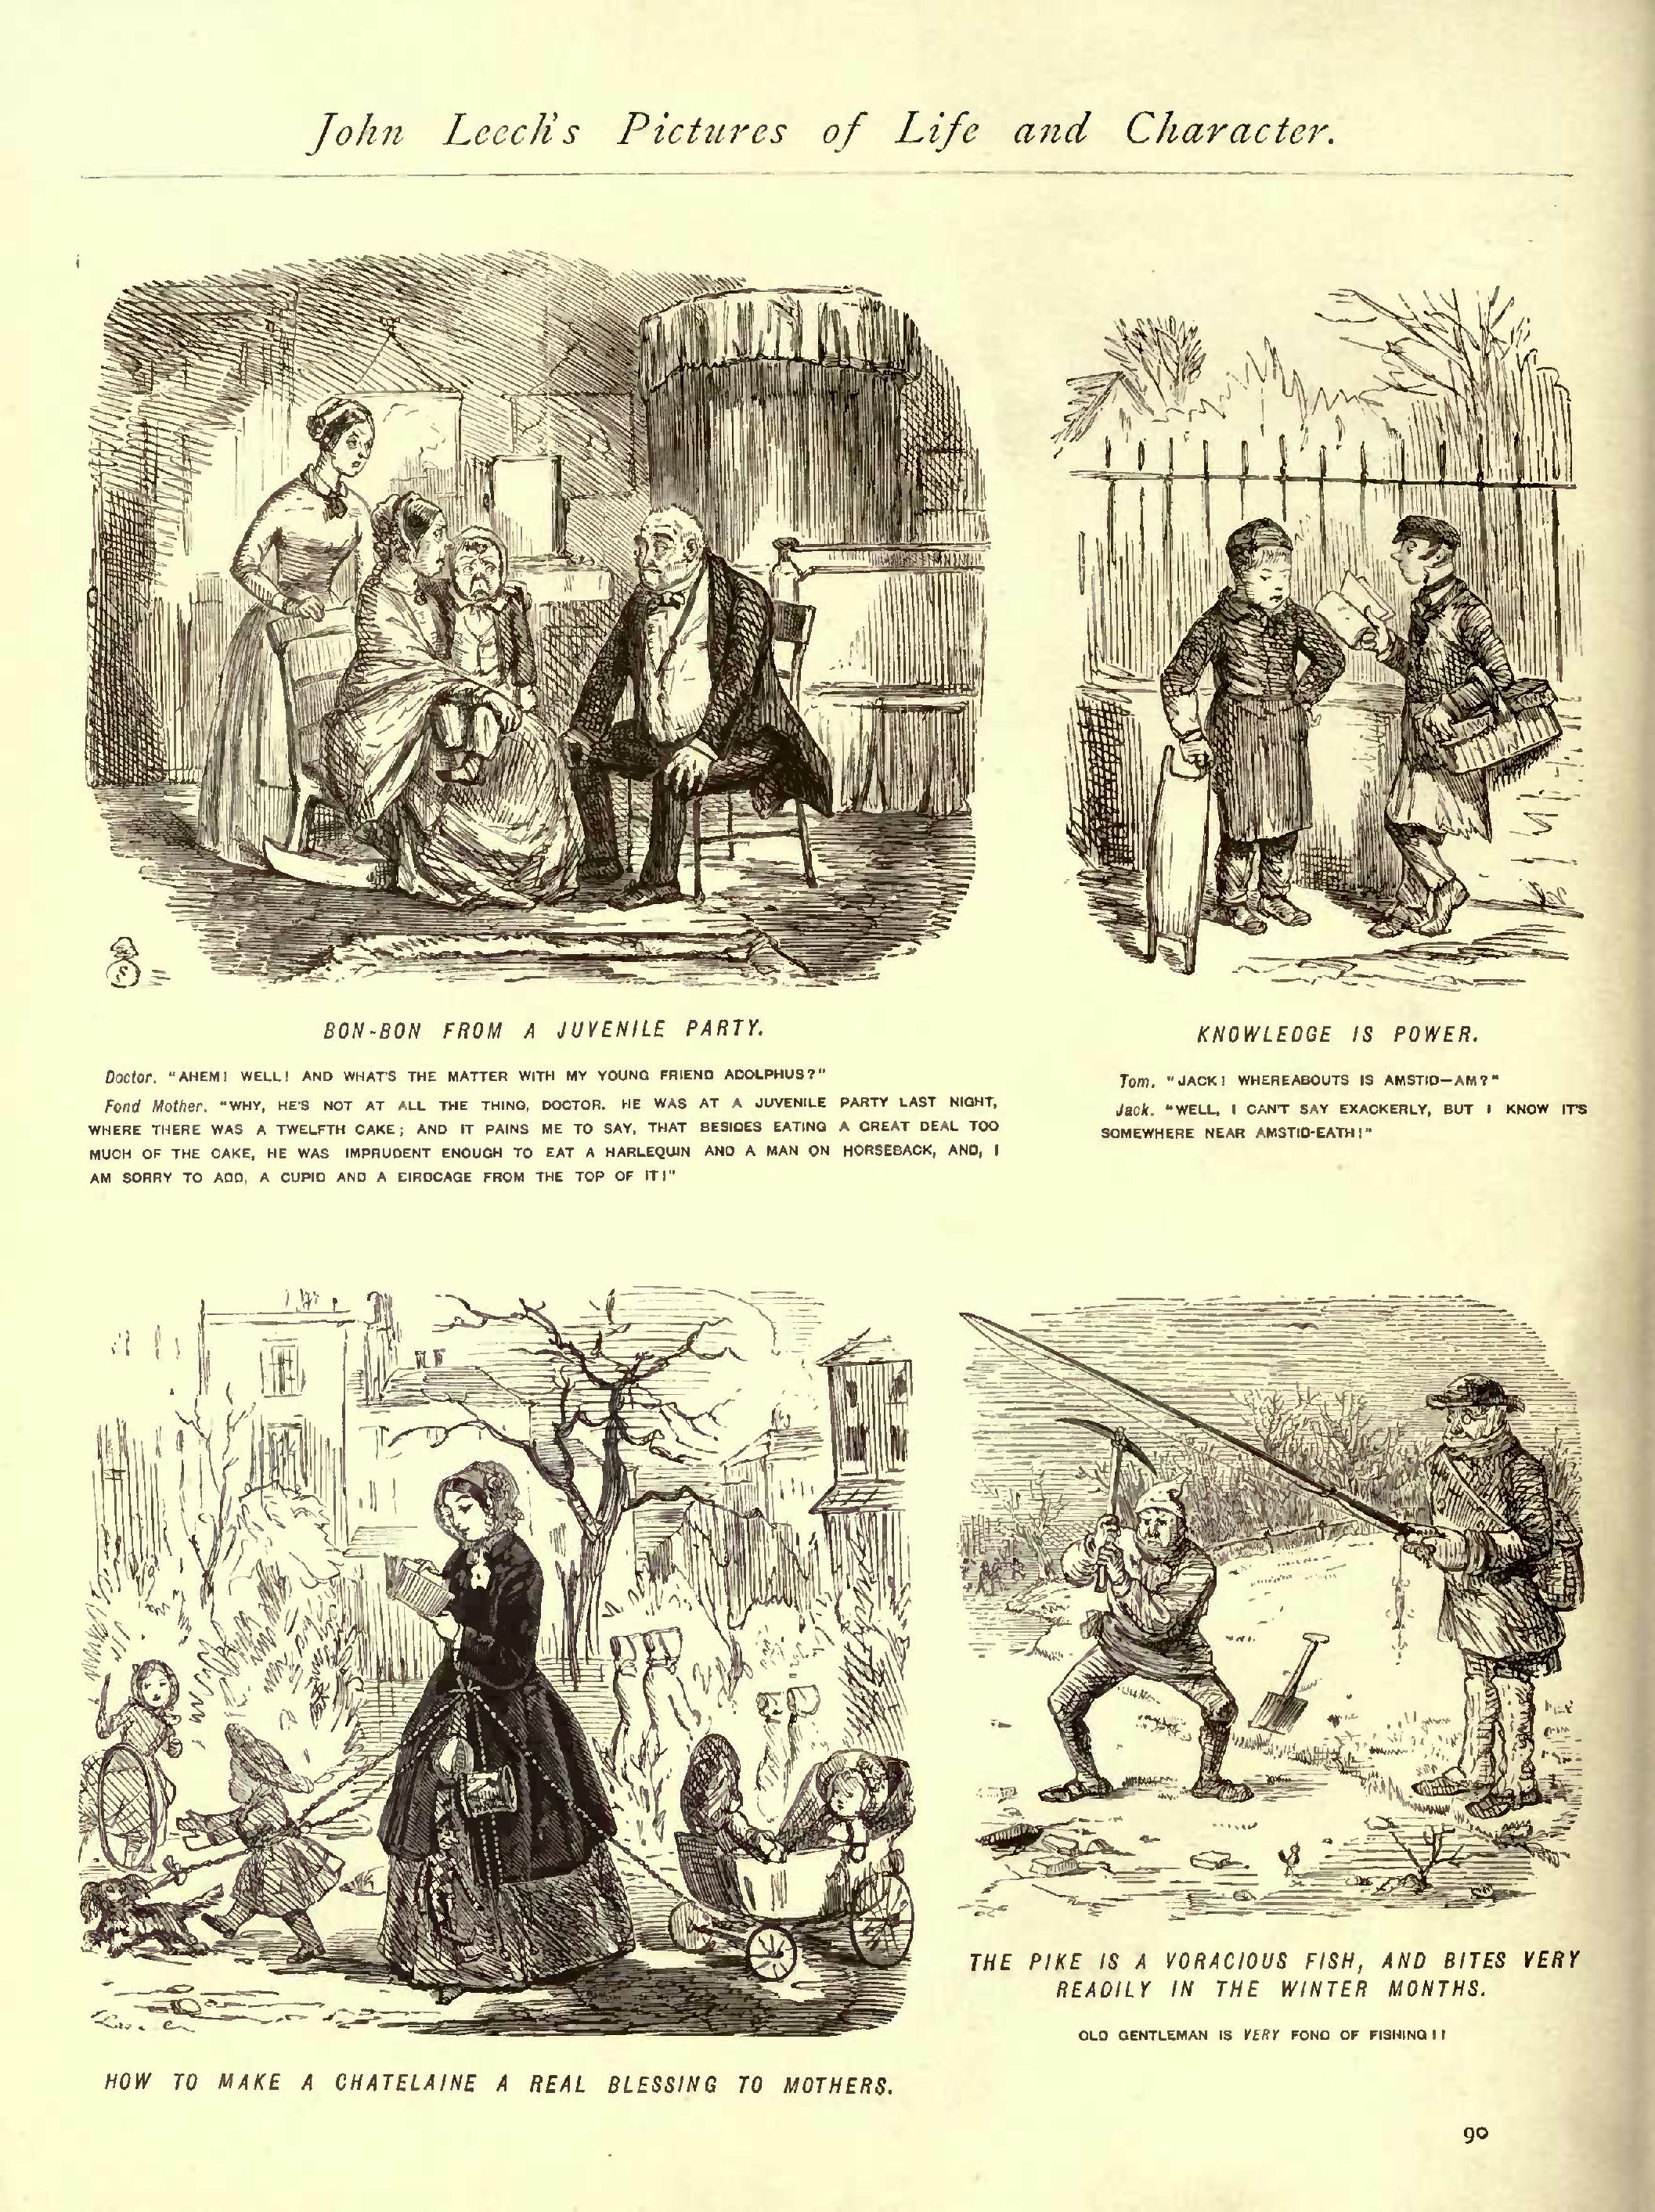 John Leech's Pictures of Life and Character.
BON-BON FROM A JUVENILE PARTY.
Doctor. "AHEM! WELL! AND WHAT'S THE MATTER WITH MY YOUNG FRIEND ADOLPHUS?"
Fond Mother. "WHY, HE'S NOT AT ALL THE THING, DOCTOR. HE WAS AT A JUVENILE PARTY LAST NIGHT,
WHERE THERE WAS A TWELFTH CAKE; AND IT PAINS ME TO SAY, THAT BESIDES EATING A GREAT DEAL TOO
MUCH OF THE CAKE, HE WAS IMPRUDENT ENOUGH TO EAT A HARLEQUIN AND A MAN ON HORSEBACK, AND, I
AM SORRY TO ADD, A CUPID AND A BIRDCAGE FROM THE TOP OF IT!"
KNOWLEDGE IS POWER.
Tom. "JACK! WHEREABOUTS IS AMSTID—AM?"
Jack. "WELL, I CAN'T SAY EXACKERLY, BUT I KNOW IT'S
SOMEWHERE NEAR AMSTID-EATH!"
HOW TO MAKE A CHATELAINE A REAL BLESSING TO MOTHERS.
THE PIKE IS A VORACIOUS FISH, AND BITES VERY
READILY IN THE WINTER MONTHS.
OLD GENTLEMAN IS VERY FOND OF FISHING!!
90